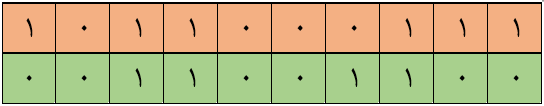 ١ ٠ ١ ١ ٠ ٠ ٠ ١ ١ ١
٠ ٠ ١ ١ ٠ ٠ ١ ١ ٠ ٠